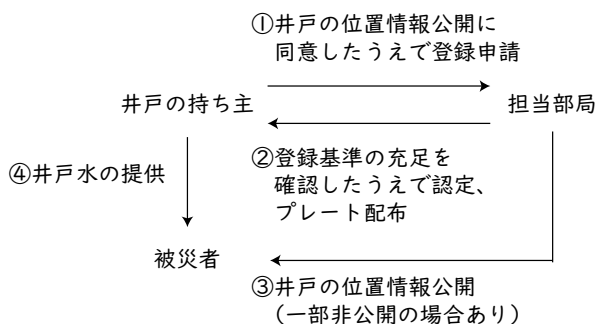 ①井戸の位置情報公開に
同意したうえで登録申請
井戸の持ち主
担当部局
④井戸水の提供
②登録基準の充足を
確認したうえで認定、
プレート配布
被災者
③井戸の位置情報公開
（一部非公開の場合あり）